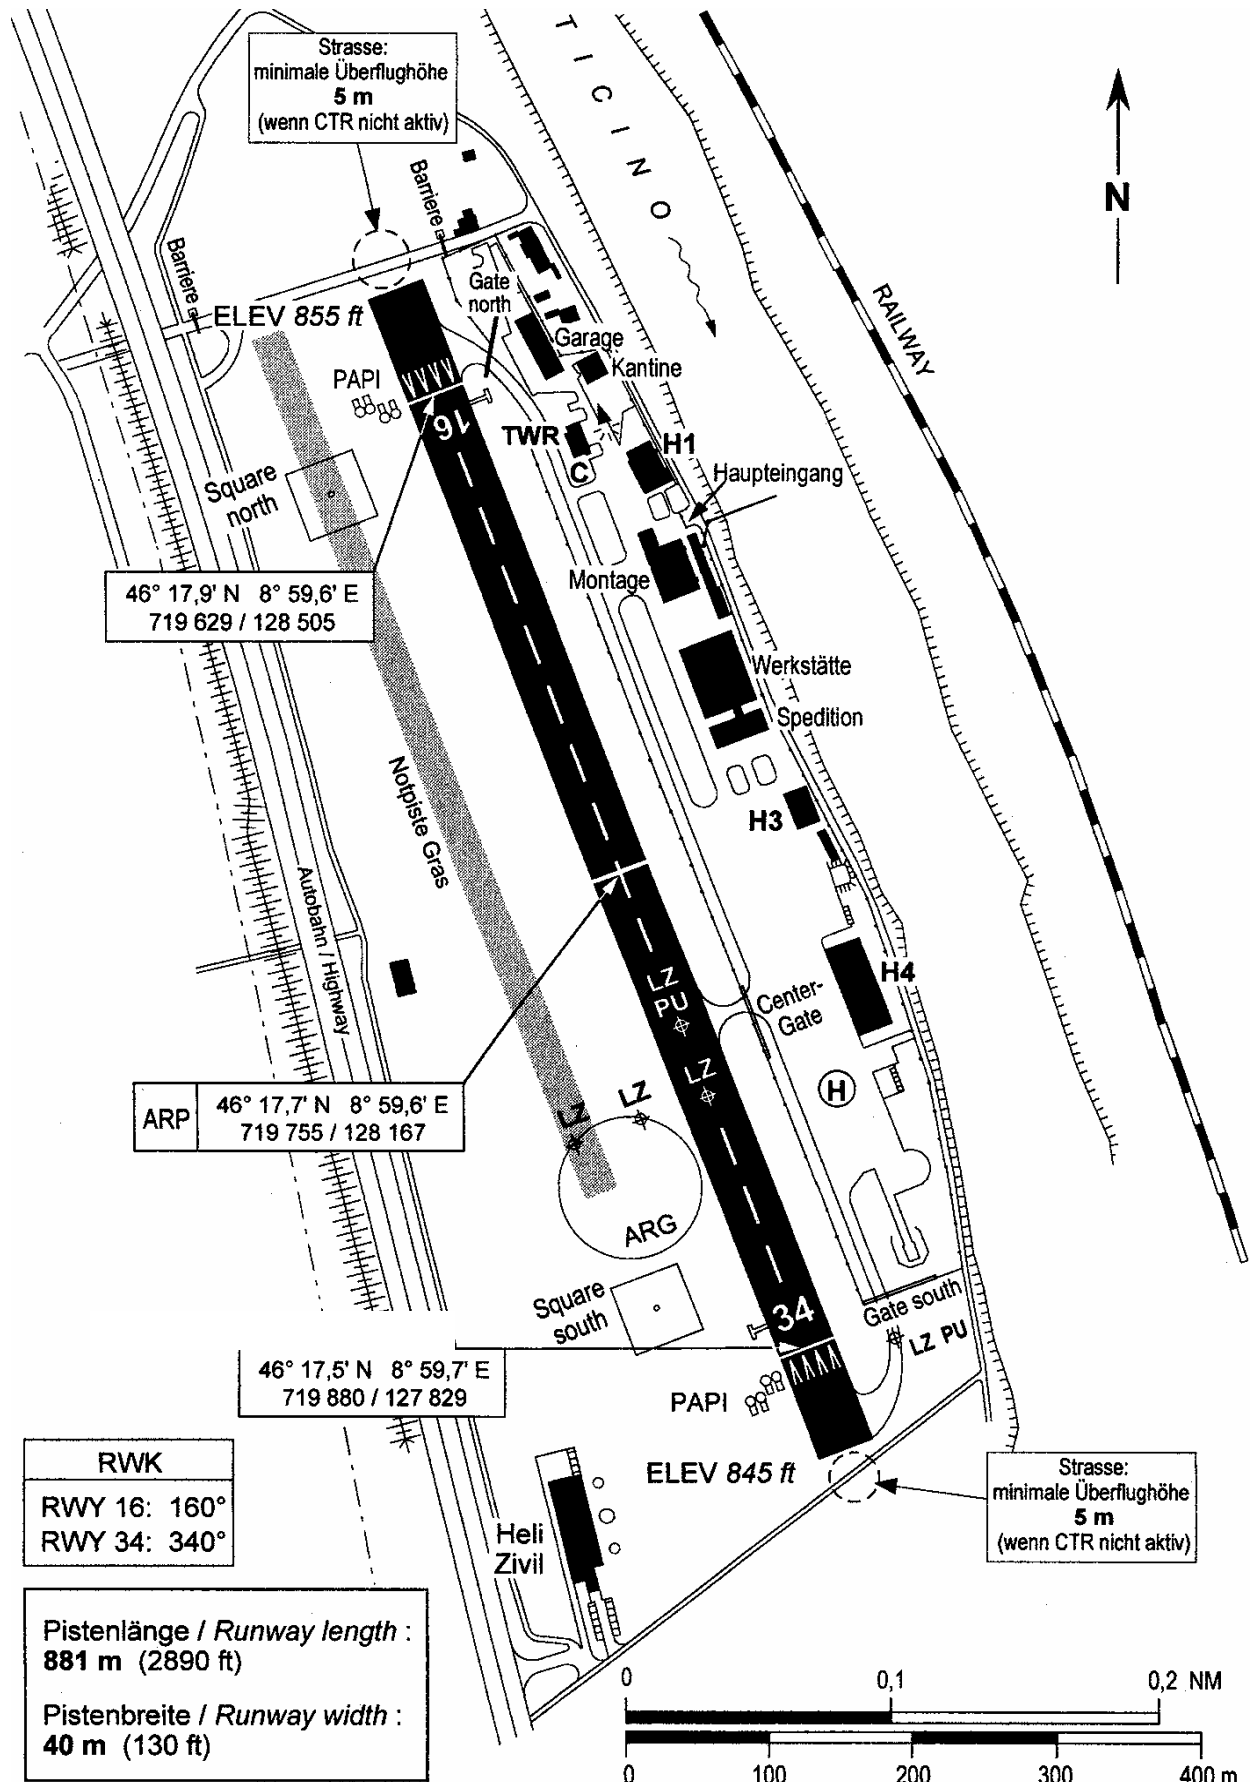 Strasse:
minimale Überflughöhe
5 m
(wenn CTR nicht aktiv)
TICINO
N
Barriere
Barriere
RAILWAY
ELEV 855 ft
Gate
north
Garage
Kantine
PAPI
16
TWR
C
H1
Haupteingang
Square
north
Montage
46° 17,9' N 8° 59,6' E
719 629 / 128 505
Werkstätte
Spedition
Notpiste Gras
H3
Autobahn / Highway
LZ
PU
H4
Center-
Gate
LZ
H
ARP
46° 17,7' N 8° 59,6' E
719 755 / 128 167
LZ
LZ
ARG
Square
south
34
Gate south
LZ PU
46° 17,5' N 8° 59,7' E
719 880 / 127 829
PAPI
ELEV 845 ft
Strasse:
minimale Überflughöhe
5 m
(wenn CTR nicht aktiv)
RWK
RWY 16: 160°
RWY 34: 340°
Heli
Zivil
Pistenlänge / Runway length :
881 m (2890 ft)
Pistenbreite / Runway width :
40 m (130 ft)
0 0,1 0,2 NM
0 100 200 300 400 m